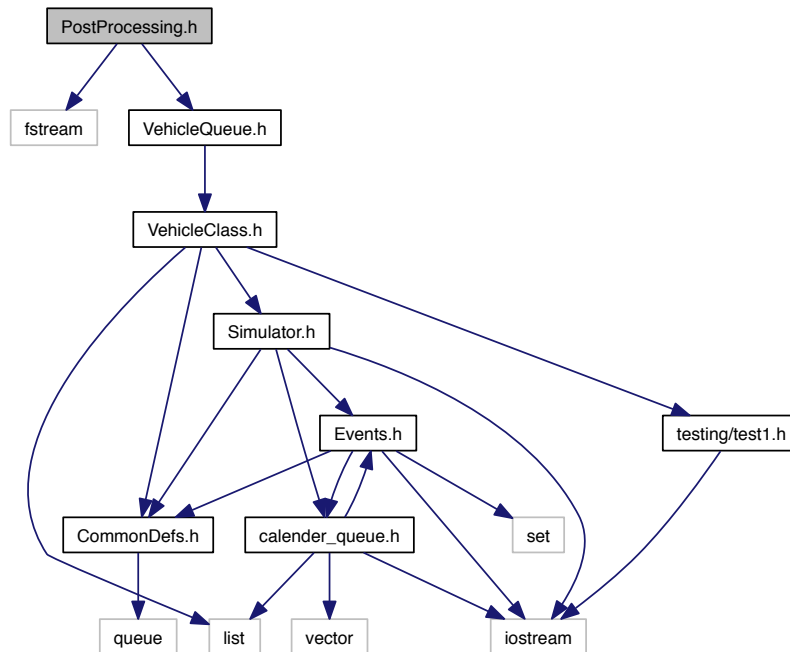 PostProcessing.h
fstream
VehicleQueue.h
VehicleClass.h
Simulator.h
Events.h
testing/test1.h
CommonDefs.h
calender_queue.h
set
queue
list
vector
iostream